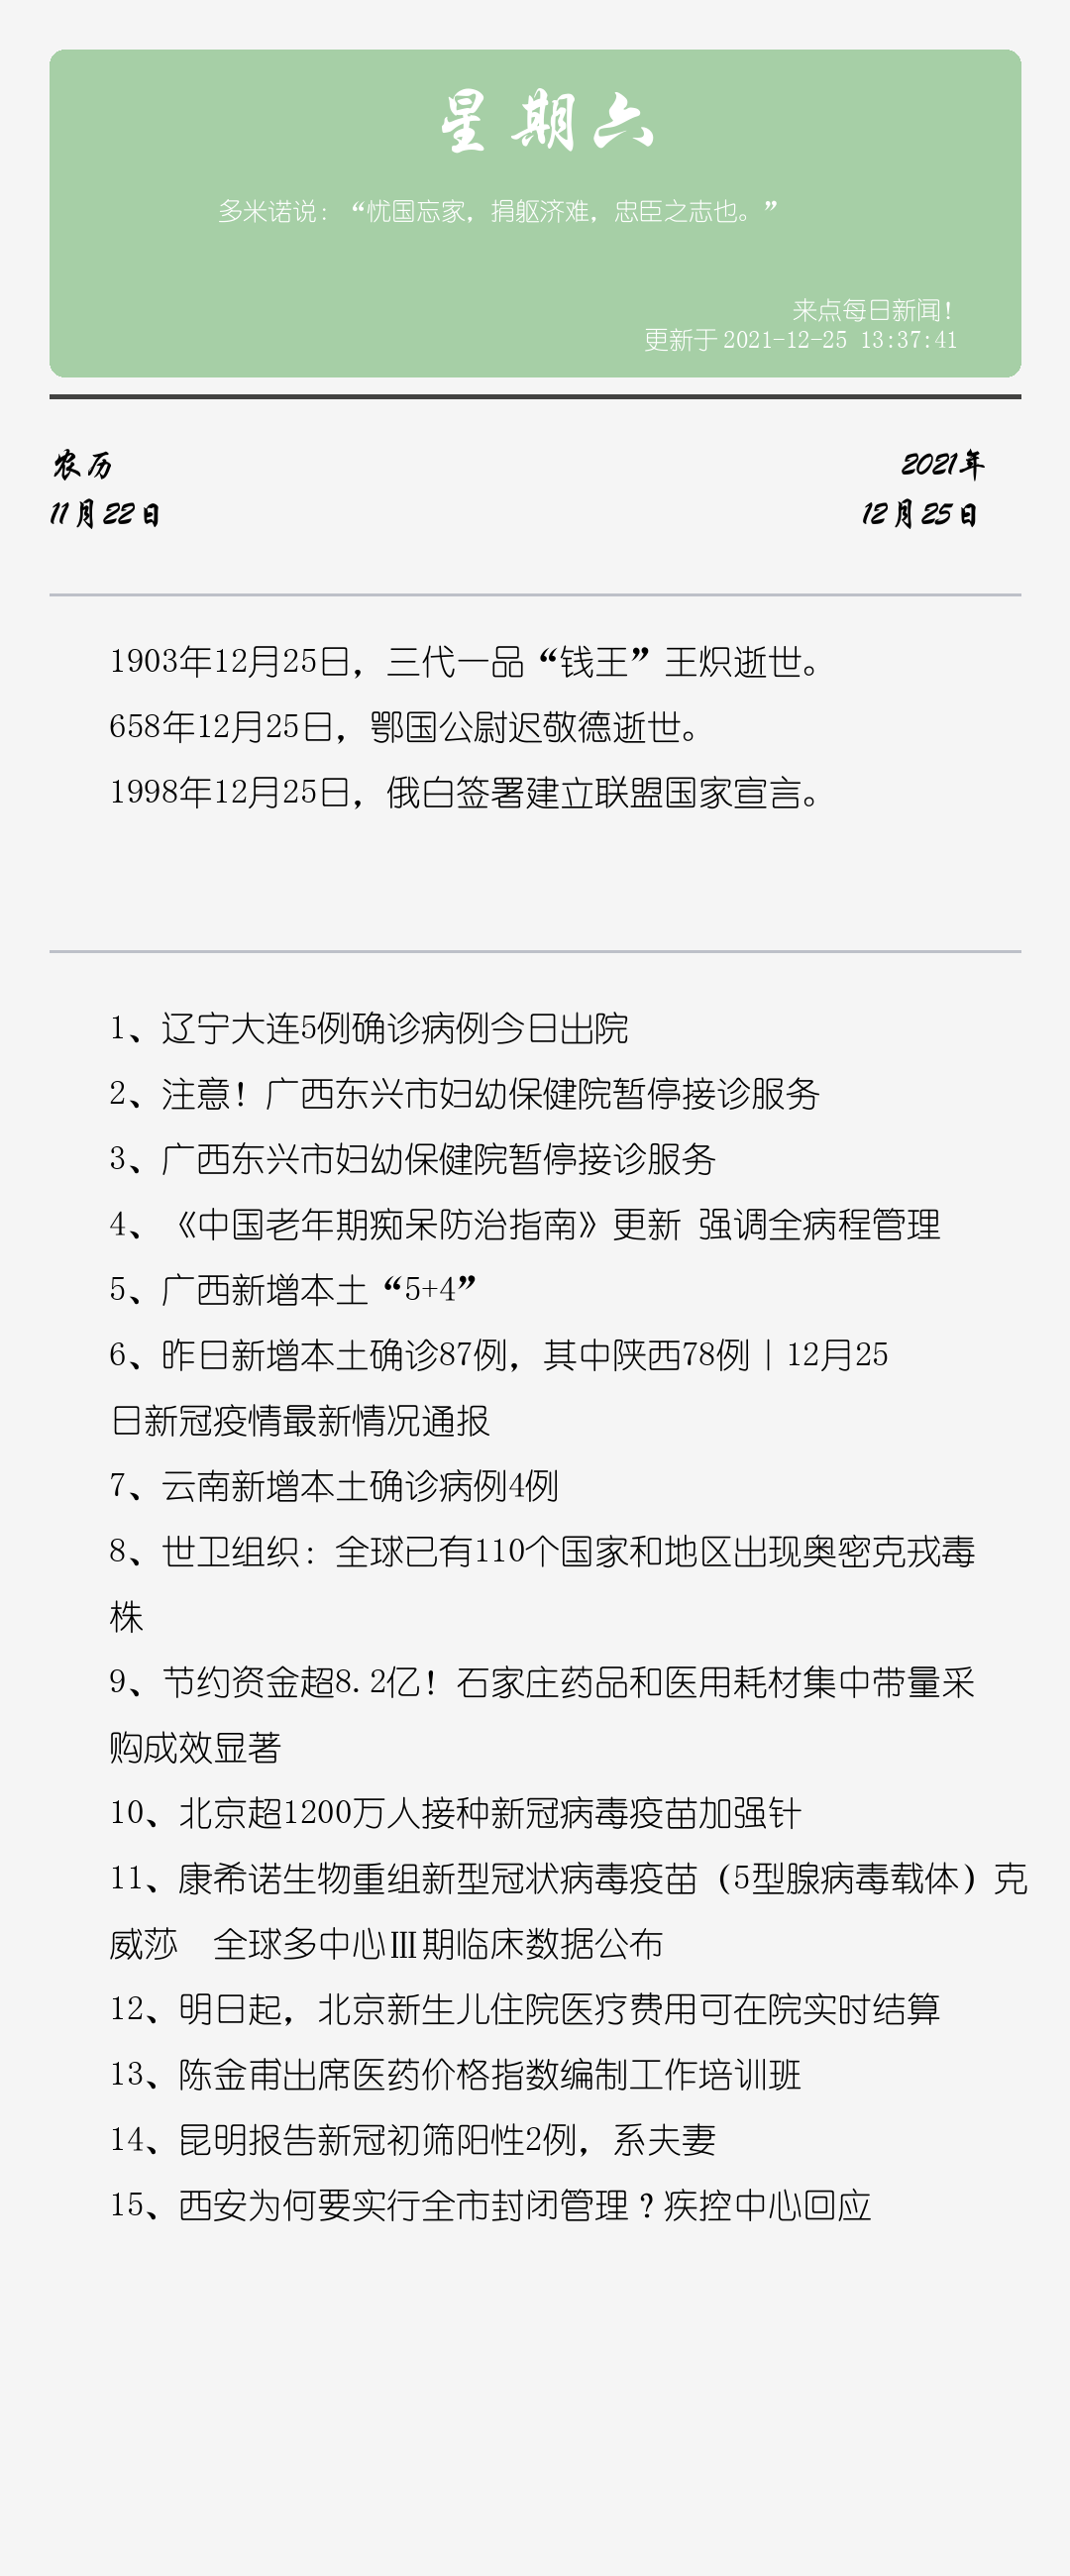 星期六
多米诺说：“忧国忘家，捐躯济难，忠臣之志也。”
来点每日新闻！
更新于2021-12-25 13:37:41
农历
2021年
11月22日
12月25日
1903年12月25日，三代一品“钱王”王炽逝世。
658年12月25日，鄂国公尉迟敬德逝世。
1998年12月25日，俄白签署建立联盟国家宣言。
1、辽宁大连5例确诊病例今日出院
2、注意！广西东兴市妇幼保健院暂停接诊服务
3、广西东兴市妇幼保健院暂停接诊服务
4、《中国老年期痴呆防治指南》更新 强调全病程管理
5、广西新增本土“5+4”
6、昨日新增本土确诊87例，其中陕西78例｜12月25
日新冠疫情最新情况通报
7、云南新增本土确诊病例4例
8、世卫组织：全球已有110个国家和地区出现奥密克戎毒
株
9、节约资金超8.2亿！石家庄药品和医用耗材集中带量采
购成效显著
10、北京超1200万人接种新冠病毒疫苗加强针
11、康希诺生物重组新型冠状病毒疫苗（5型腺病毒载体）克
威莎　全球多中心Ⅲ期临床数据公布
12、明日起，北京新生儿住院医疗费用可在院实时结算
13、陈金甫出席医药价格指数编制工作培训班
14、昆明报告新冠初筛阳性2例，系夫妻
15、西安为何要实行全市封闭管理？疾控中心回应